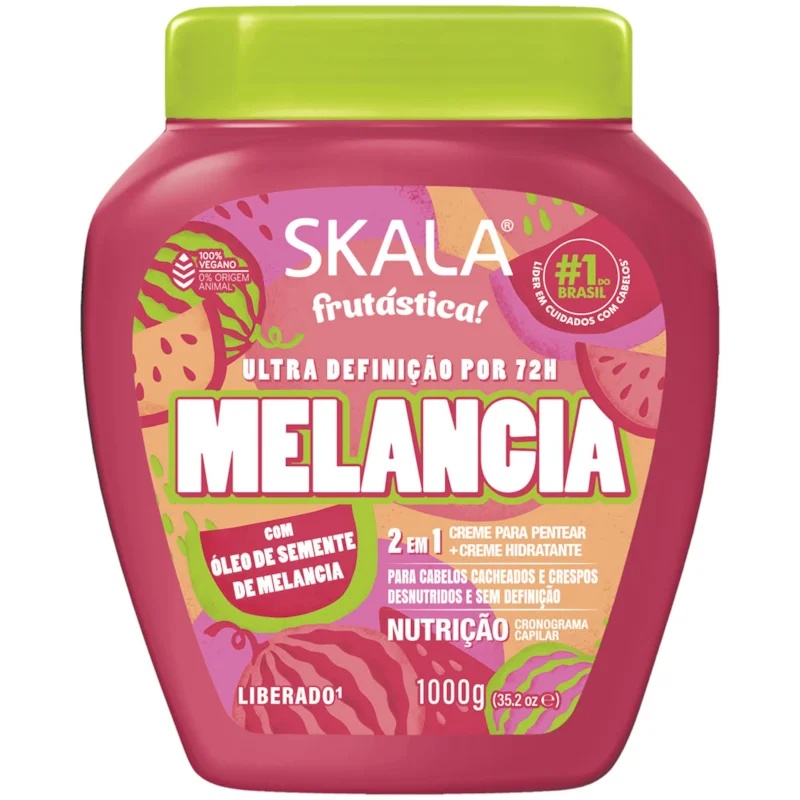 SKALA®
frutástica!
100%
VEGANO
0% ORIGEM
ANIMAL
#1 DO
BRASIL
LÍDER EM CUIDADOS COM CABELOS
ULTRA DEFINIÇÃO POR 72H
MELANCIA
COM
ÓLEO DE SEMENTE
DE MELANCIA
2 EM 1 CREME PARA PENTEAR
+CREME HIDRATANTE
PARA CABELOS CACHEADOS E CRESPOS
DESNUTRIDOS E SEM DEFINIÇÃO
NUTRIÇÃO CRONOGRAMA
CAPILAR
LIBERADO¹
1000g (35.2 oz ℮)